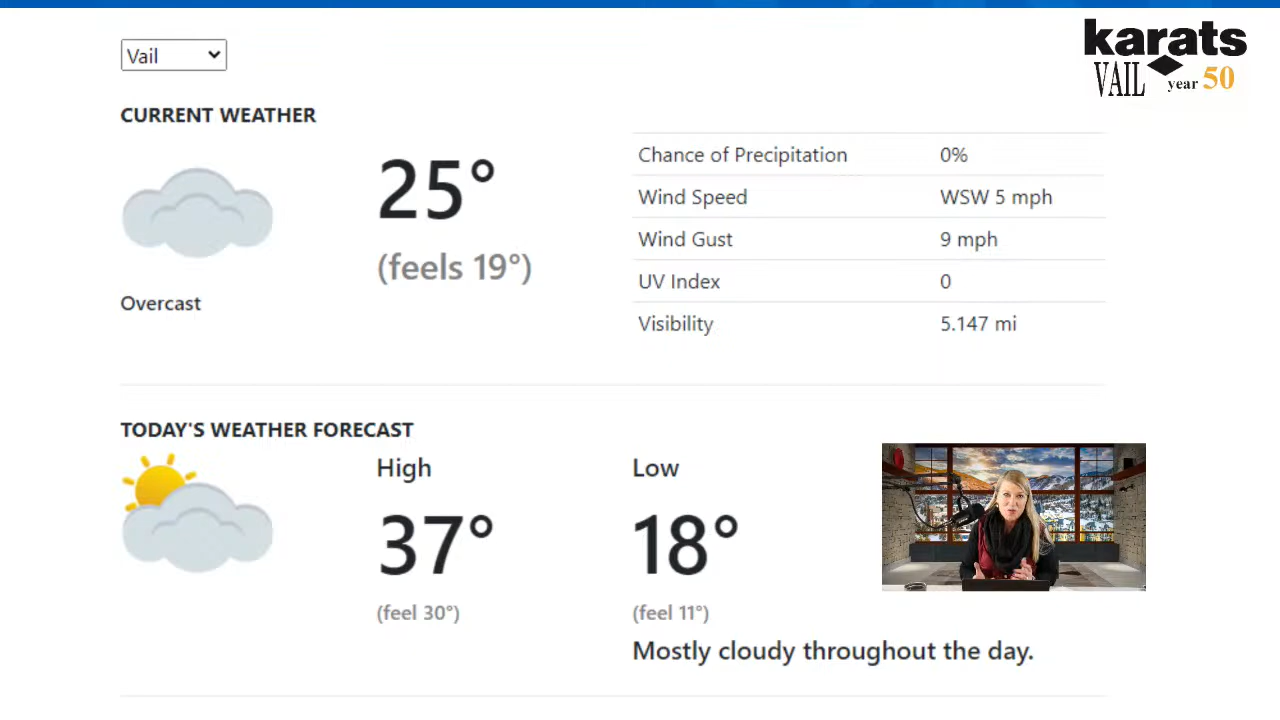 Vail
karats
VAIL year 50
CURRENT WEATHER
25°
(feels 19°)
Overcast
Chance of Precipitation 0%
Wind Speed WSW 5 mph
Wind Gust 9 mph
UV Index 0
Visibility 5.147 mi
TODAY'S WEATHER FORECAST
High
37°
(feel 30°)
Low
18°
(feel 11°)
Mostly cloudy throughout the day.